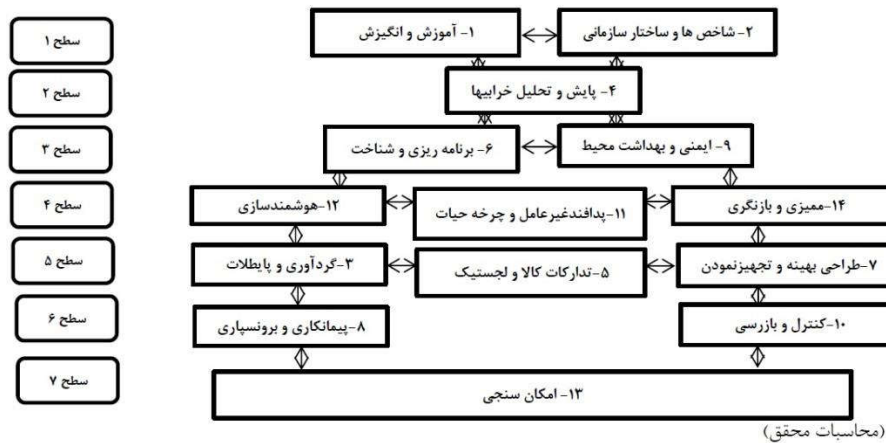 سطح ۱
۱- آموزش و انگیزش
۲- شاخص ها و ساختار سازمانی
سطح ۲
۴- پایش و تحلیل خرابیها
سطح ۳
۶- برنامه ریزی و شناخت
۹- ایمنی و بهداشت محیط
سطح ۴
۱۲-هوشمندسازی
۱۱-پدافندغیرعامل و چرخه حیات
۱۴-ممیزی و بازنگری
سطح ۵
۳-گردآوری و پایطلات
۵-تدارکات کالا و لجستیک
۷-طراحی بهینه و تجهیزنمودن
سطح ۶
۸-پیمانکاری و برونسپاری
۱۰-کنترل و بازرسی
سطح ۷
۱۳- امکان سنجی
(محاسبات محقق)